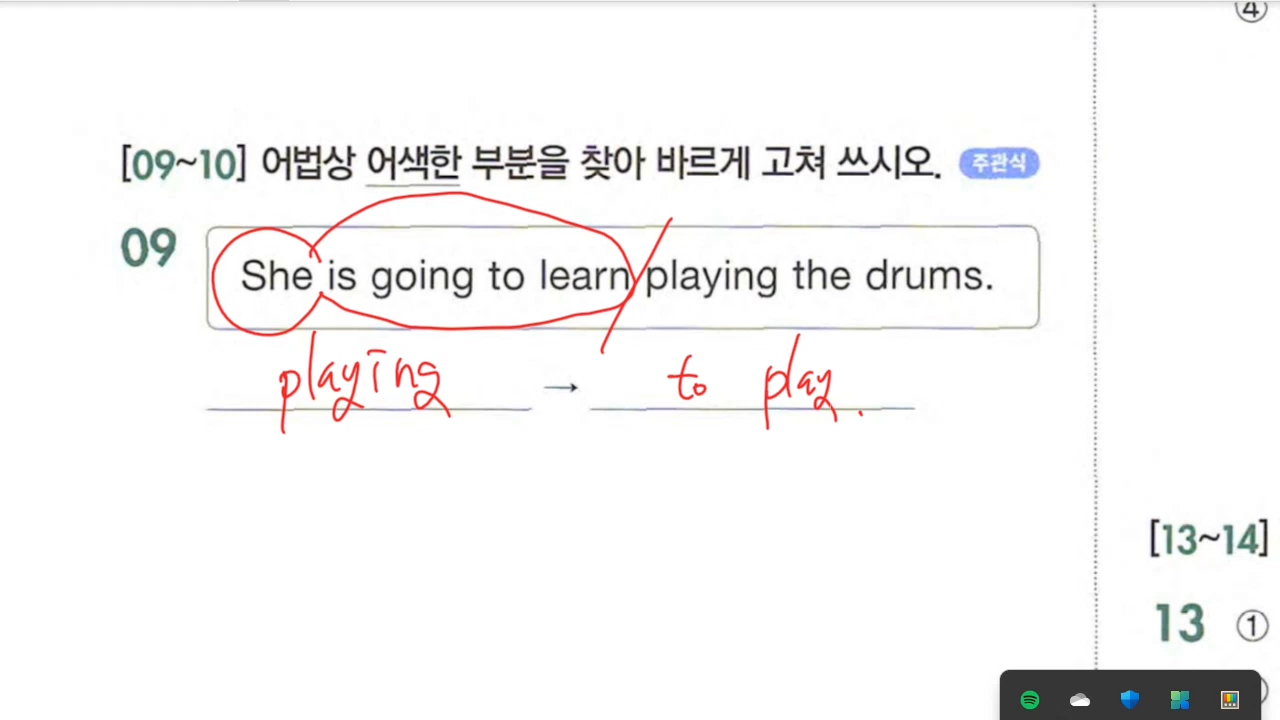 ④
[09~10] 어법상 어색한 부분을 찾아 바르게 고쳐 쓰시오. 주관식
09 She is going to learn playing the drums.
playing → to play.
[13~14]
13 ①